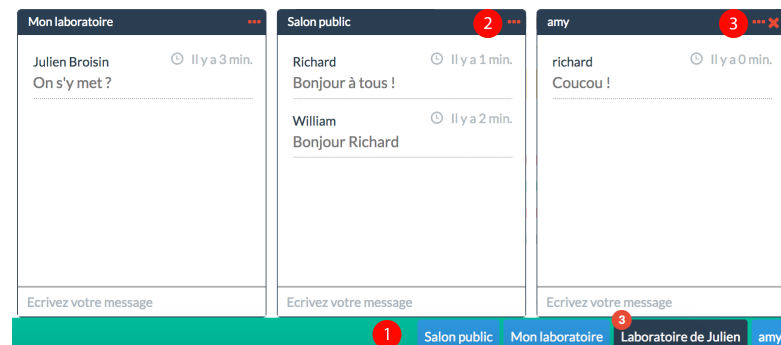 Mon laboratoire
Julien Broisin Il y a 3 min.
On s'y met ?
Ecrivez votre message
Salon public 2
Richard Il y a 1 min.
Bonjour à tous !
William Il y a 2 min.
Bonjour Richard
Ecrivez votre message
amy 3
richard Il y a 0 min.
Coucou !
Ecrivez votre message
3
1 Salon public Mon laboratoire Laboratoire de Julien amy